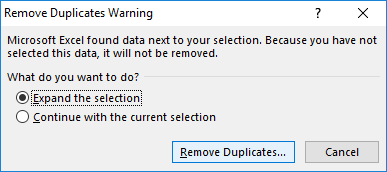 Remove Duplicates Warning
Microsoft Excel found data next to your selection. Because you have not
selected this data, it will not be removed.
What do you want to do?
Expand the selection
Continue with the current selection
Remove Duplicates...
Cancel